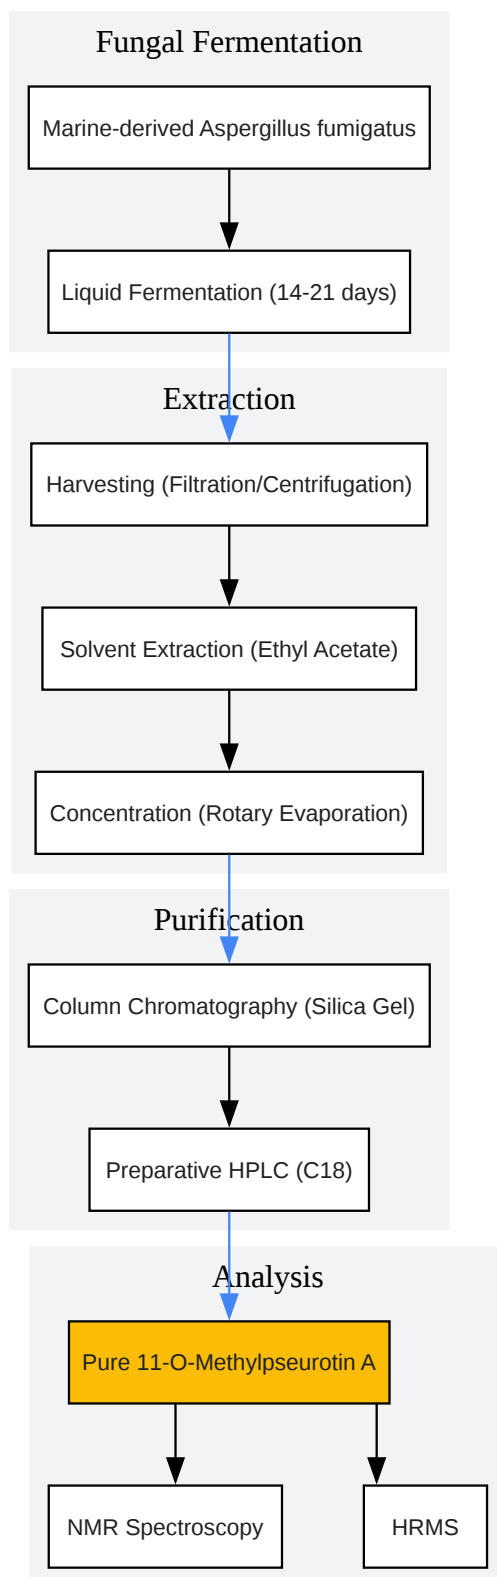 Fungal Fermentation
Marine-derived Aspergillus fumigatus
Liquid Fermentation (14-21 days)
Extraction
Harvesting (Filtration/Centrifugation)
Solvent Extraction (Ethyl Acetate)
Concentration (Rotary Evaporation)
Purification
Column Chromatography (Silica Gel)
Preparative HPLC (C18)
Analysis
Pure 11-O-Methylpseurotin A
NMR Spectroscopy
HRMS